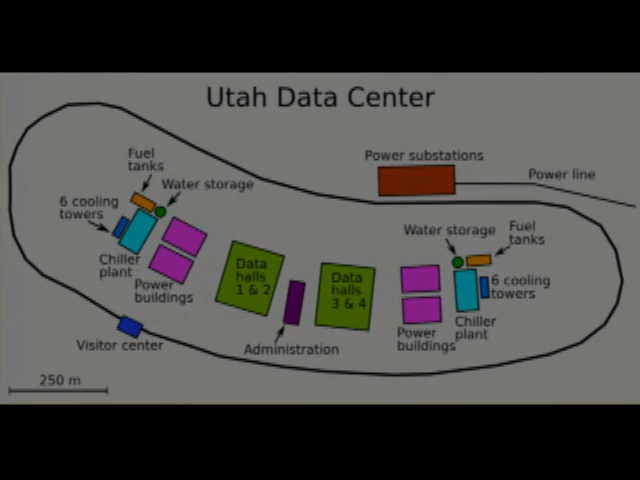 Utah Data Center
Fuel
tanks
Water storage
6 cooling
towers
Chiller
plant
Power
buildings
Visitor center
250 m
Data
halls
1 & 2
Administration
Data
halls
3 & 4
Power substations
Power line
Water storage
Fuel
tanks
6 cooling
towers
Chiller
plant
Power
buildings